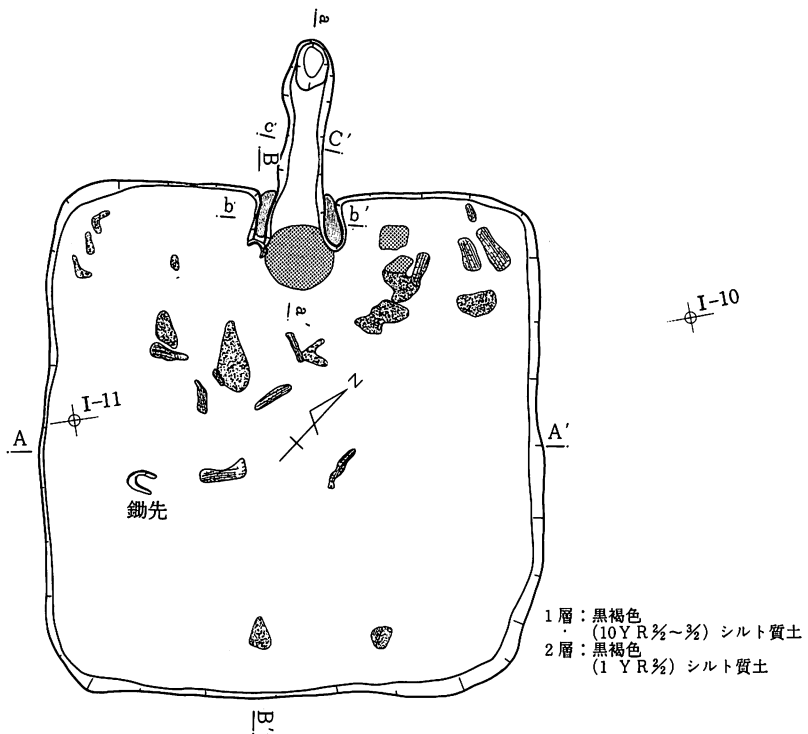 a
c
C'
B
b
b'
a'
I-10
N
I-11
A
A'
鋤先
1層：黒褐色
(10YR2/2～3/2) シルト質土
2層：黒褐色
(1 YR2/2) シルト質土
B'